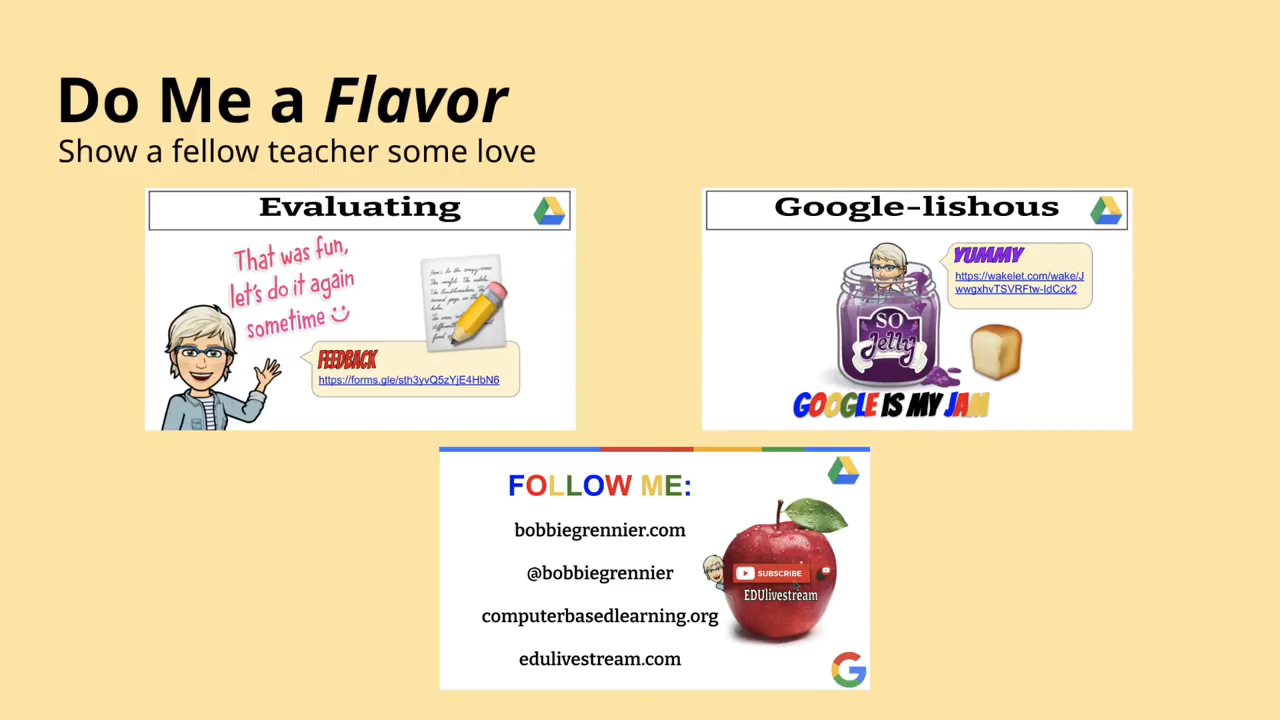 Do Me a Flavor
Show a fellow teacher some love
Evaluating
That was fun,
let's do it again
sometime
FEEDBACK
https://forms.gle/sth3yvQ5zYjE4HbN6
Google-lishous
YUMMY
https://wakelet.com/wake/J
wwgxhvTSVRFtw-IdCck2
SO
Jelly
GOOGLE IS MY JAM
FOLLOW ME:
bobbiegrennier.com
@bobbiegrennier
computerbasedlearning.org
edulivestream.com
SUBSCRIBE
EDUlivestream